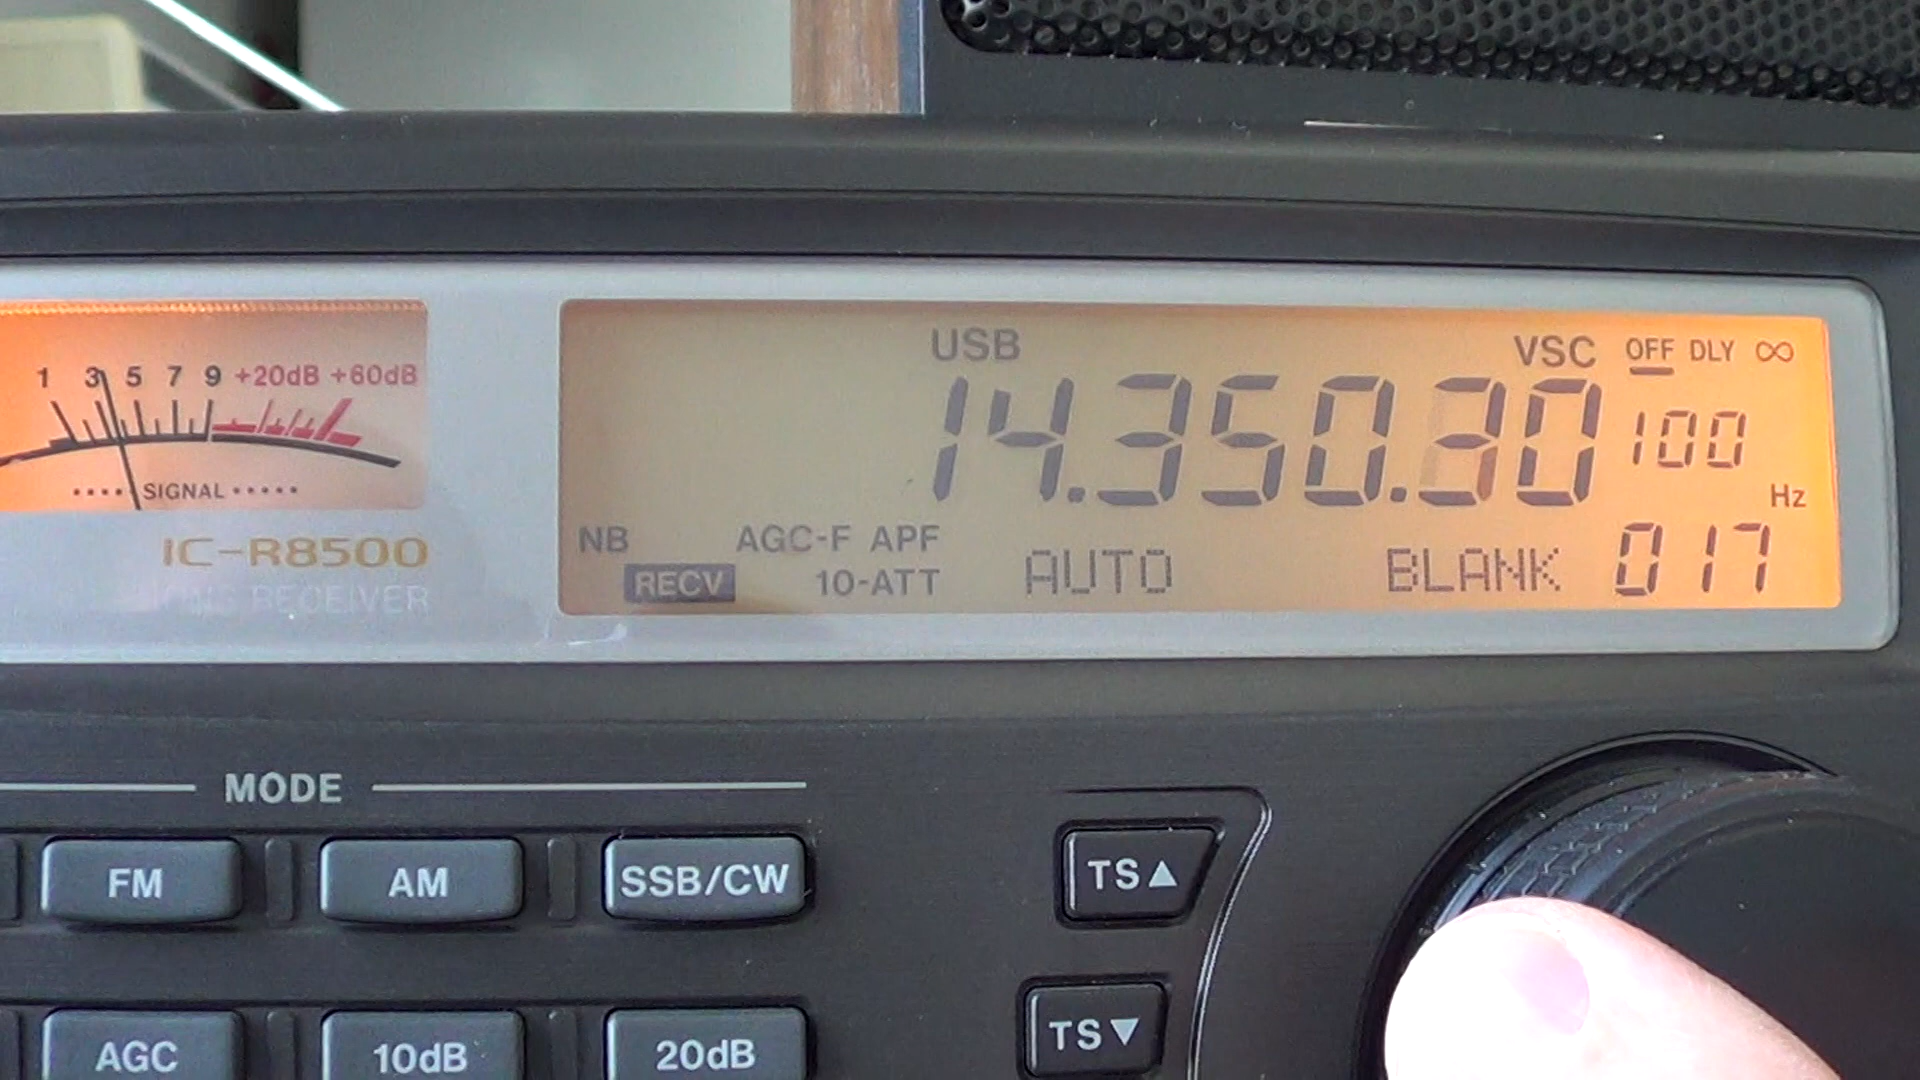 USB VSC OFF DLY ∞
1 3 5 7 9 +20dB +60dB
14.350.30 100
Hz
SIGNAL
NB AGC-F APF
RECV 10-ATT AUTO BLANK 017
IC-R8500
RECEIVER
MODE
FM AM SSB/CW TS▲
AGC 10dB 20dB TS▼